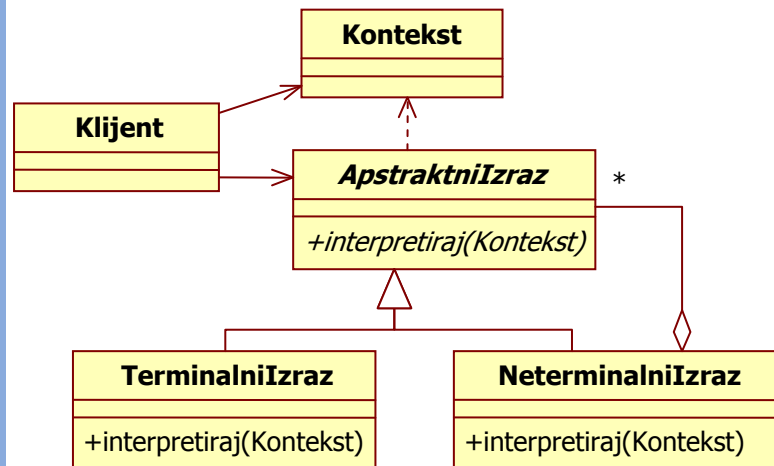 Kontekst
Klijent
ApstraktniIzraz
*
+interpretiraj(Kontekst)
TerminalniIzraz
NeterminalniIzraz
+interpretiraj(Kontekst)
+interpretiraj(Kontekst)